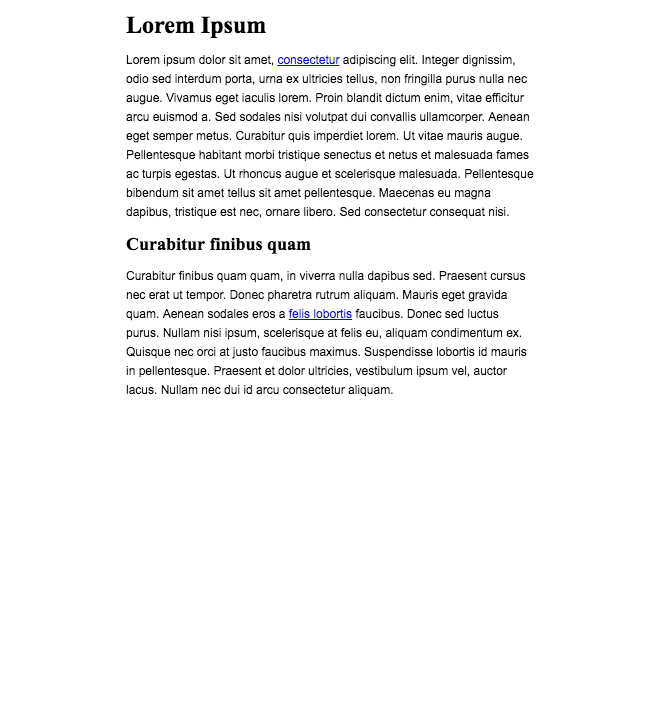 Lorem Ipsum
Lorem ipsum dolor sit amet, consectetur adipiscing elit. Integer dignissim,
odio sed interdum porta, urna ex ultricies tellus, non fringilla purus nulla nec
augue. Vivamus eget iaculis lorem. Proin blandit dictum enim, vitae efficitur
arcu euismod a. Sed sodales nisi volutpat dui convallis ullamcorper. Aenean
eget semper metus. Curabitur quis imperdiet lorem. Ut vitae mauris augue.
Pellentesque habitant morbi tristique senectus et netus et malesuada fames
ac turpis egestas. Ut rhoncus augue et scelerisque malesuada. Pellentesque
bibendum sit amet tellus sit amet pellentesque. Maecenas eu magna
dapibus, tristique est nec, ornare libero. Sed consectetur consequat nisi.
Curabitur finibus quam
Curabitur finibus quam quam, in viverra nulla dapibus sed. Praesent cursus
nec erat ut tempor. Donec pharetra rutrum aliquam. Mauris eget gravida
quam. Aenean sodales eros a felis lobortis faucibus. Donec sed luctus
purus. Nullam nisi ipsum, scelerisque at felis eu, aliquam condimentum ex.
Quisque nec orci at justo faucibus maximus. Suspendisse lobortis id mauris
in pellentesque. Praesent et dolor ultricies, vestibulum ipsum vel, auctor
lacus. Nullam nec dui id arcu consectetur aliquam.